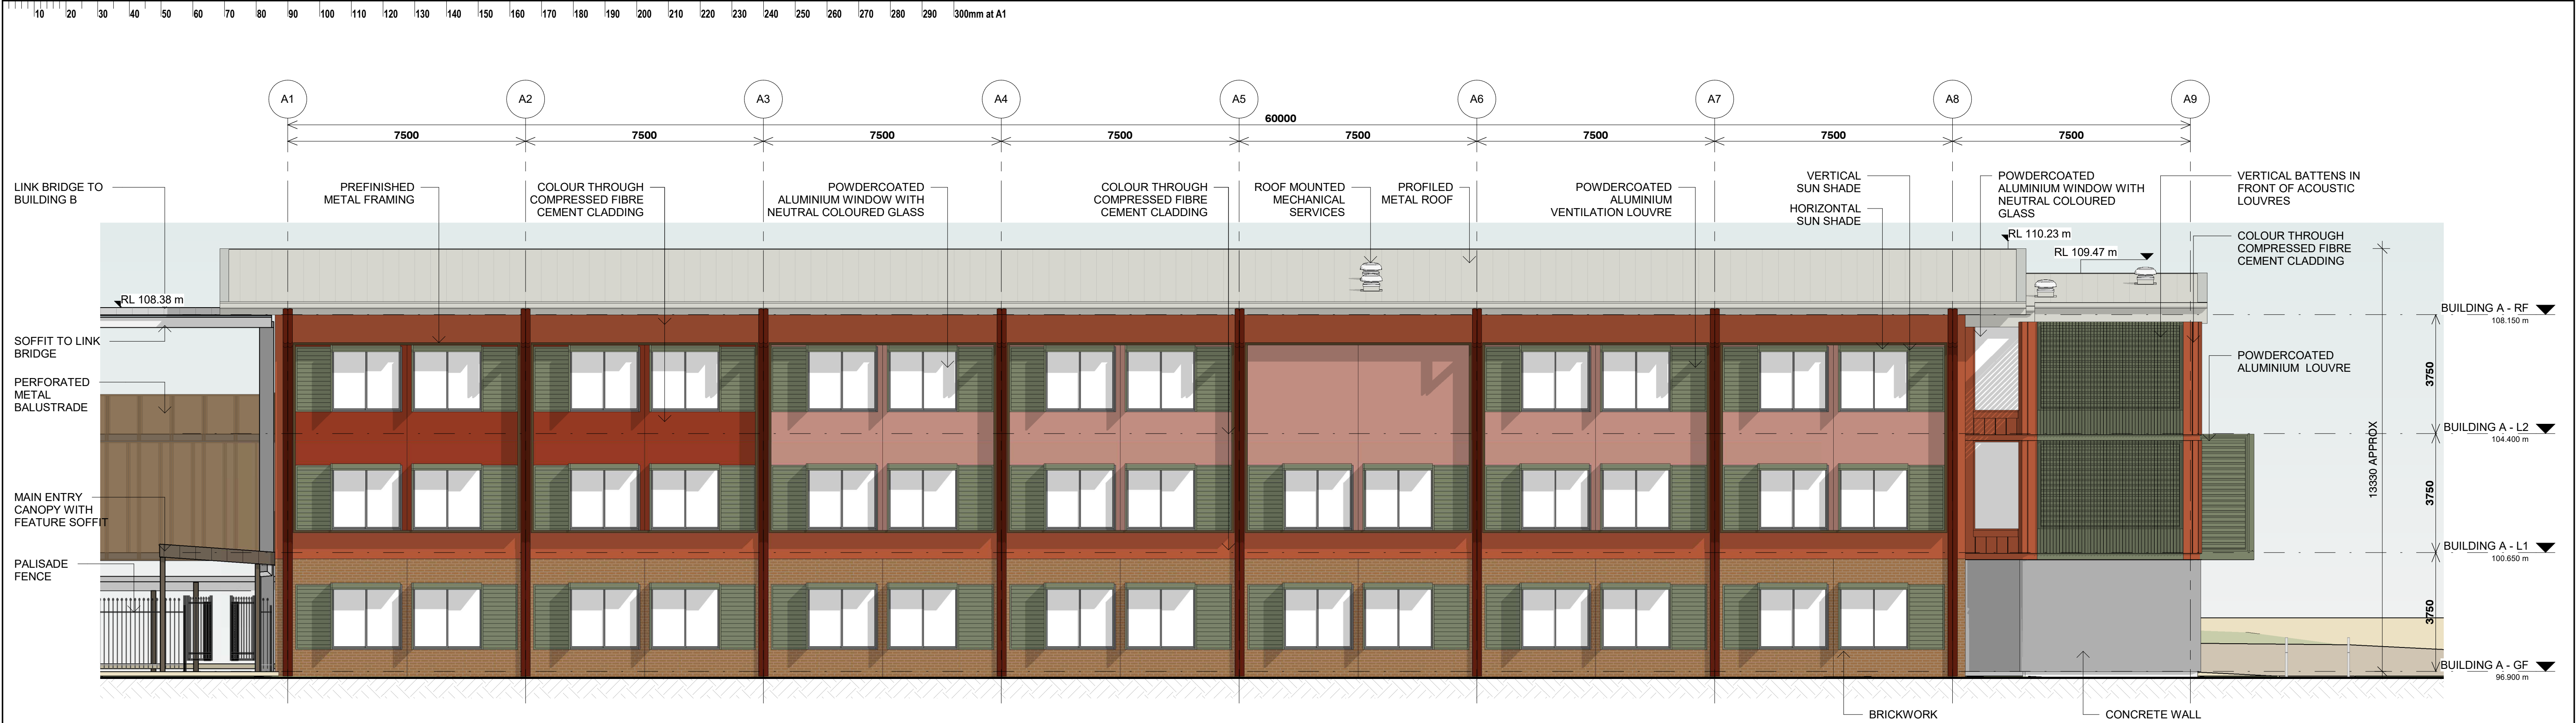 10 20 30 40 50 60 70 80 90 100 110 120 130 140 150 160 170 180 190 200 210 220 230 240 250 260 270 280 290 300mm at A1
A1 A2 A3 A4 A5 A6 A7 A8 A9
60000
7500 7500 7500 7500 7500 7500 7500 7500
LINK BRIDGE TO
BUILDING B
PREFINISHED
METAL FRAMING
COLOUR THROUGH
COMPRESSED FIBRE
CEMENT CLADDING
POWDERCOATED
ALUMINIUM WINDOW WITH
NEUTRAL COLOURED GLASS
COLOUR THROUGH
COMPRESSED FIBRE
CEMENT CLADDING
ROOF MOUNTED
MECHANICAL
SERVICES
PROFILED
METAL ROOF
POWDERCOATED
ALUMINIUM
VENTILATION LOUVRE
VERTICAL
SUN SHADE
HORIZONTAL
SUN SHADE
POWDERCOATED
ALUMINIUM WINDOW WITH
NEUTRAL COLOURED
GLASS
VERTICAL BATTENS IN
FRONT OF ACOUSTIC
LOUVRES
RL 110.23 m
RL 109.47 m
COLOUR THROUGH
COMPRESSED FIBRE
CEMENT CLADDING
RL 108.38 m
BUILDING A - RF
108.150 m
SOFFIT TO LINK
BRIDGE
POWDERCOATED
ALUMINIUM LOUVRE
PERFORATED
METAL
BALUSTRADE
3750
BUILDING A - L2
104.400 m
13330 APPROX
3750
MAIN ENTRY
CANOPY WITH
FEATURE SOFFIT
BUILDING A - L1
100.650 m
PALISADE
FENCE
3750
BUILDING A - GF
96.900 m
BRICKWORK
CONCRETE WALL